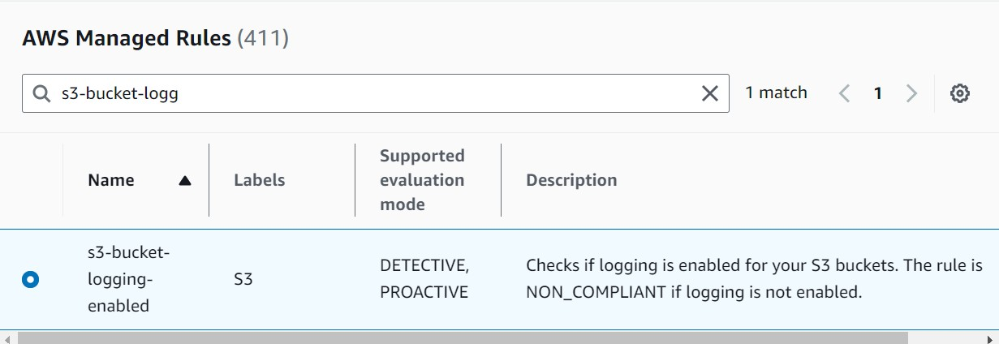 AWS Managed Rules (411)
s3-bucket-logg
1 match
1
Name
Labels
Supported
evaluation
mode
Description
s3-bucket-
logging-
enabled
S3
DETECTIVE,
PROACTIVE
Checks if logging is enabled for your S3 buckets. The rule is
NON_COMPLIANT if logging is not enabled.